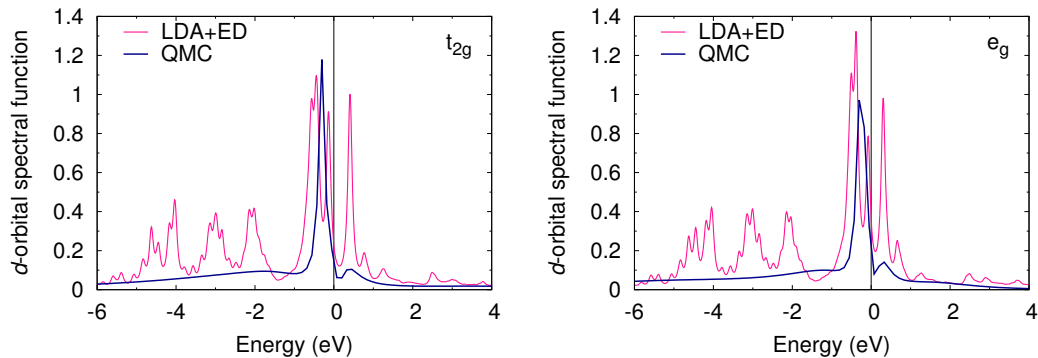 1.4
1.2
1
0.8
0.6
0.4
0.2
0
-6 -4 -2 0 2 4
d-orbital spectral function
Energy (eV)
LDA+ED
QMC
t2g
1.4
1.2
1
0.8
0.6
0.4
0.2
0
-6 -4 -2 0 2 4
d-orbital spectral function
Energy (eV)
LDA+ED
QMC
eg